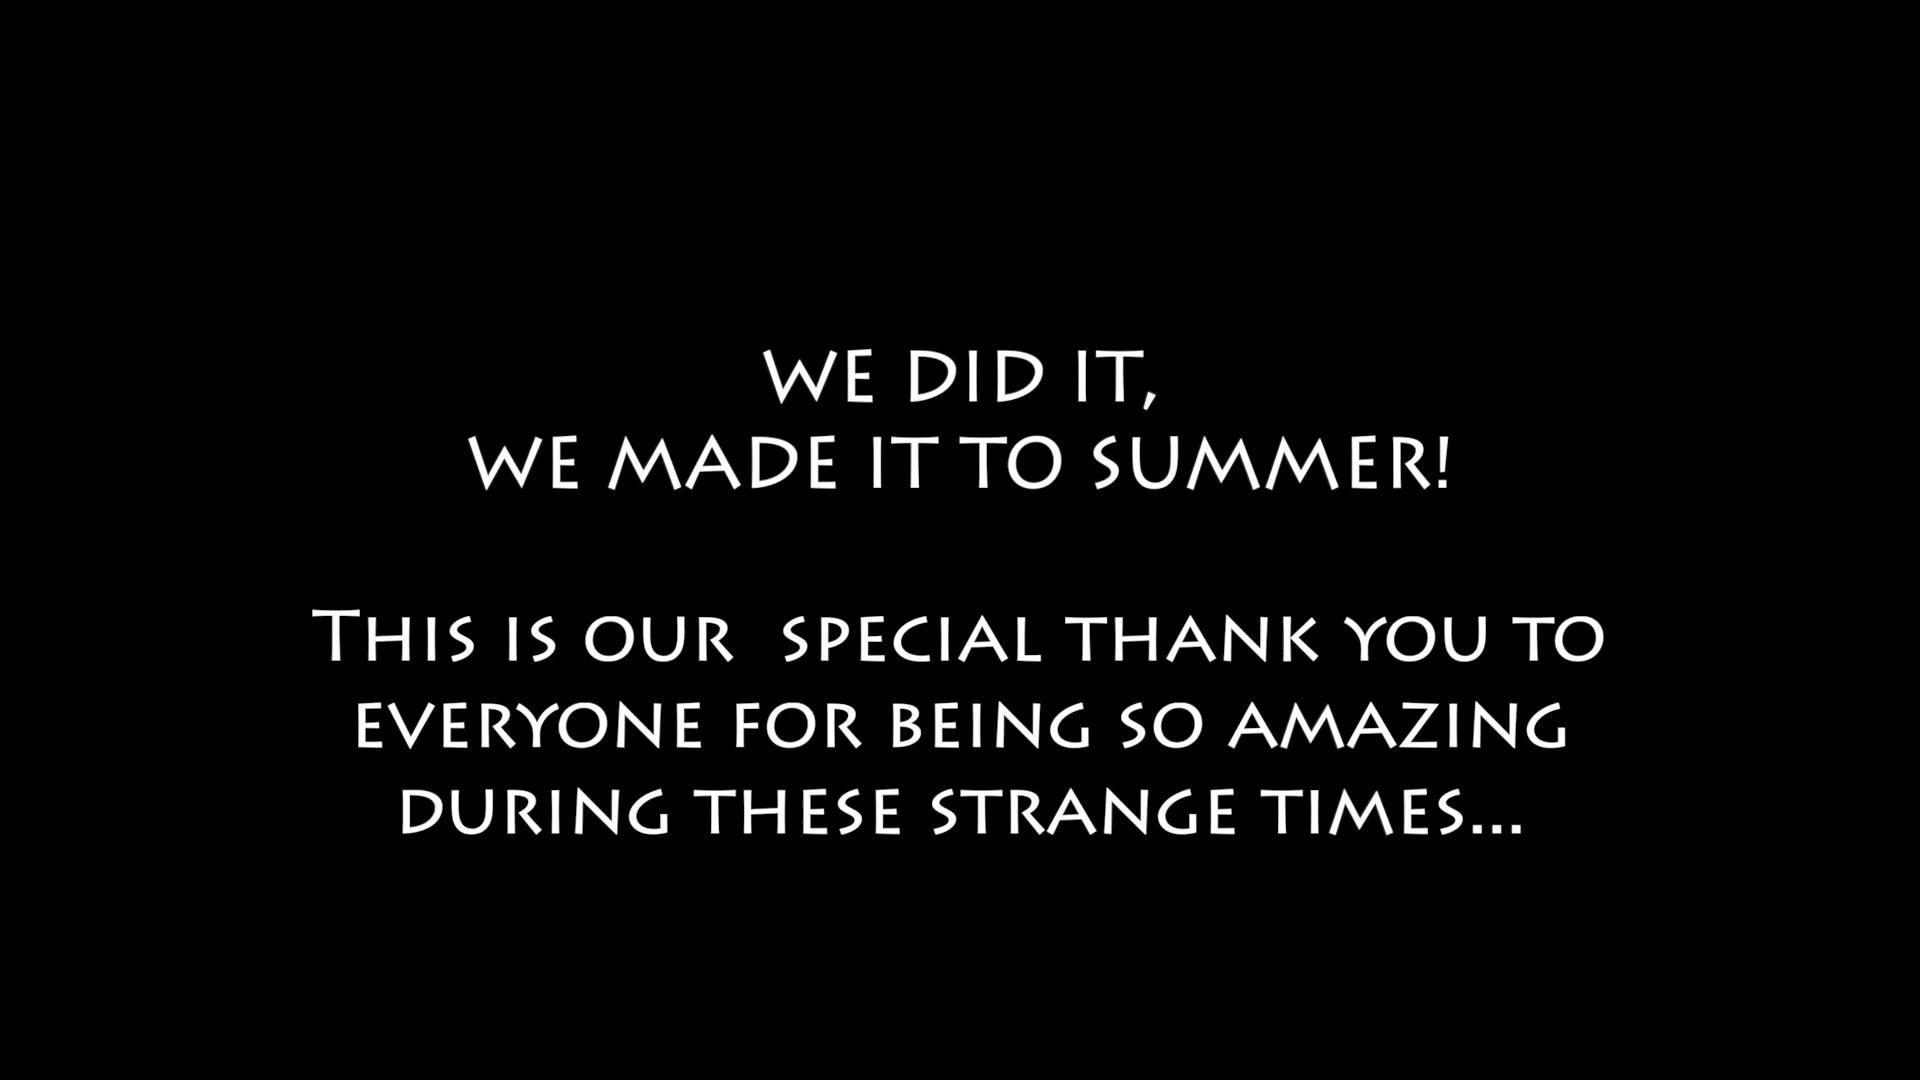 WE DID IT,
WE MADE IT TO SUMMER!
THIS IS OUR  SPECIAL THANK YOU TO
EVERYONE FOR BEING SO AMAZING
DURING THESE STRANGE TIMES...